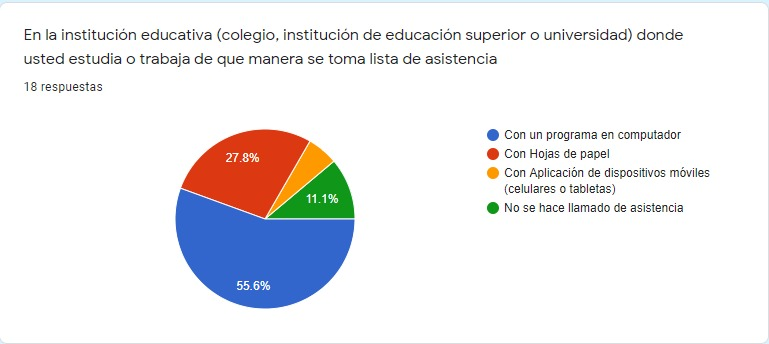 En la institución educativa (colegio, institución de educación superior o universidad) donde
usted estudia o trabaja de que manera se toma lista de asistencia
18 respuestas
27.8%
11.1%
55.6%
Con un programa en computador
Con Hojas de papel
Con Aplicación de dispositivos móviles
(celulares o tabletas)
No se hace llamado de asistencia